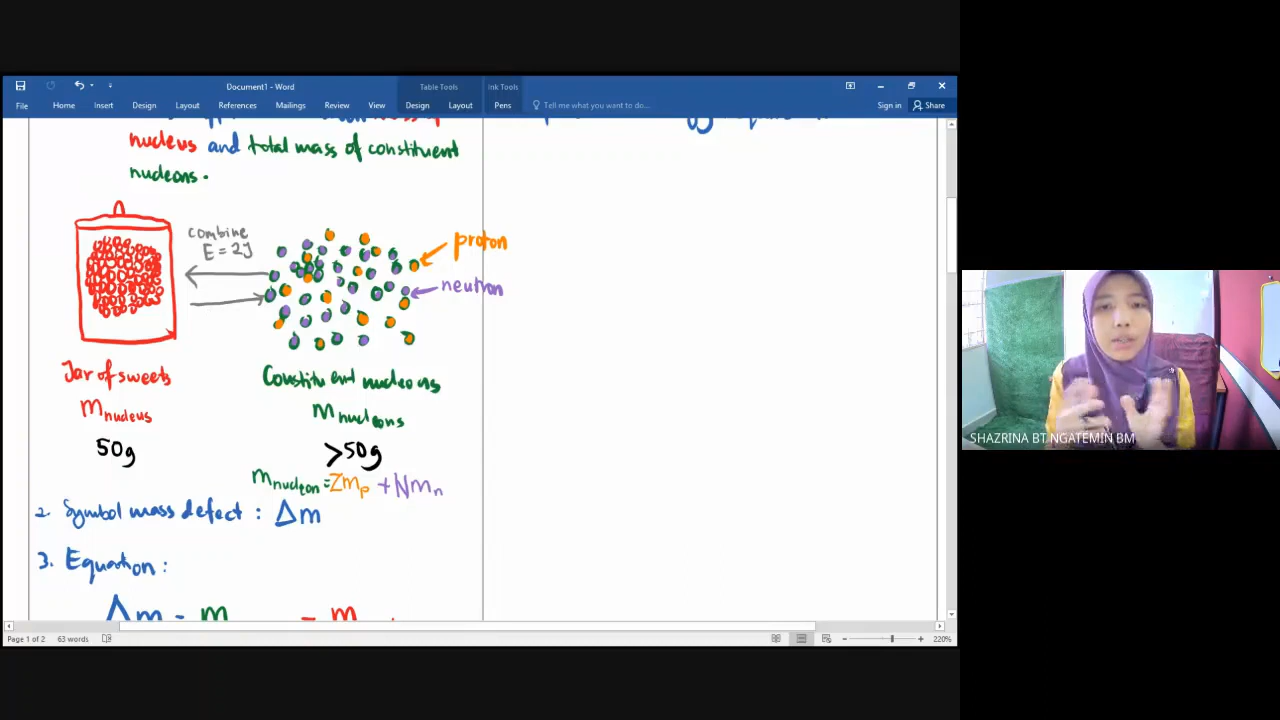 Document1 - Word
Table Tools
Ink Tools
File
Home
Insert
Design
Layout
References
Mailings
Review
View
Design
Layout
Pens
Tell me what you want to do...
Sign in
Share
nucleus and total mass of constituent
nucleons.
combine
E = 2J
proton
neutron
Jar of sweets
Mnucleus
50g
Constituent nucleons
Mnucleons
>50g
Mnucleon = Zmp + Nmn
2. Symbol mass defect : Δm
3. Equation :
Δm = m - m
SHAZRINA BT NGATEMIN BM
Page 1 of 2
63 words
220%